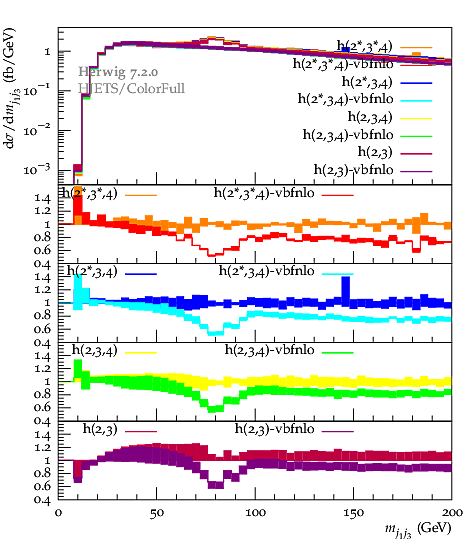 dσ/dm_{j₁j₃} (fb/GeV)
1
10⁻¹
10⁻²
10⁻³
Herwig 7.2.0
HJETS/ColorFull
h(2*,3*,4)
h(2*,3*,4)-vbfnlo
h(2*,3,4)
h(2*,3,4)-vbfnlo
h(2,3,4)
h(2,3,4)-vbfnlo
h(2,3)
h(2,3)-vbfnlo
h(2*,3*,4) h(2*,3*,4)-vbfnlo
1.4
1.2
1
0.8
0.6
0.4
h(2*,3,4) h(2*,3,4)-vbfnlo
1.4
1.2
1
0.8
0.6
0.4
h(2,3,4) h(2,3,4)-vbfnlo
1.4
1.2
1
0.8
0.6
0.4
h(2,3) h(2,3)-vbfnlo
1.4
1.2
1
0.8
0.6
0.4
0 50 100 150 200
m_{j₁j₃} (GeV)